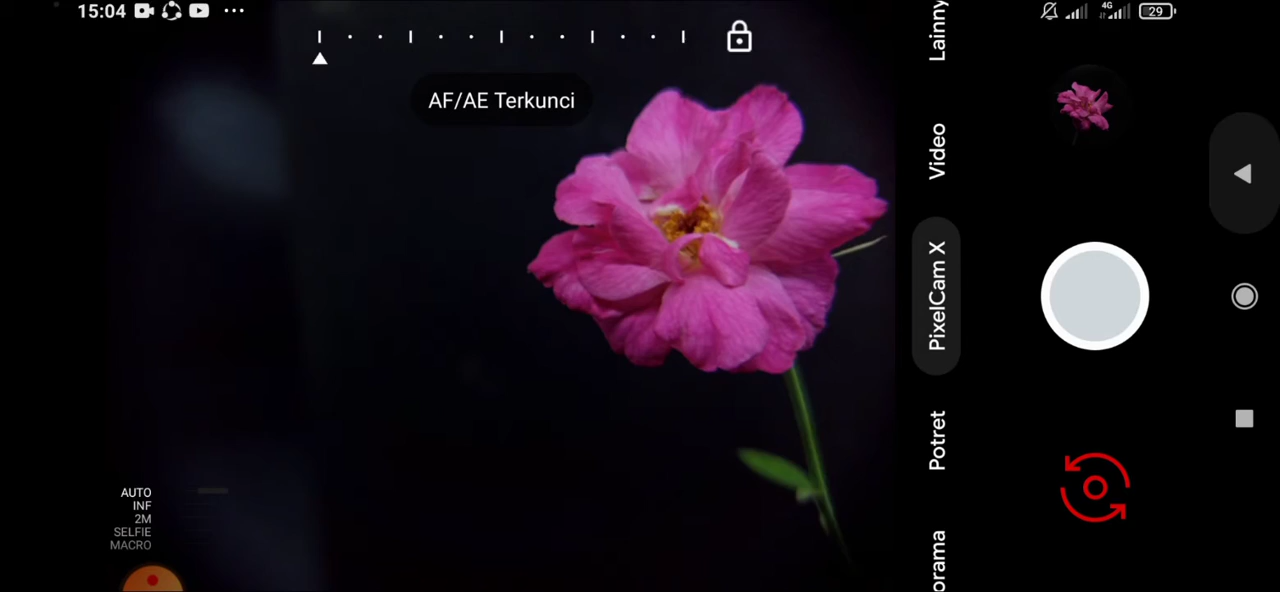 15:04
4G
29
AF/AE Terkunci
Lainny
Video
PixelCam X
Potret
orama
AUTO
INF
2M
SELFIE
MACRO